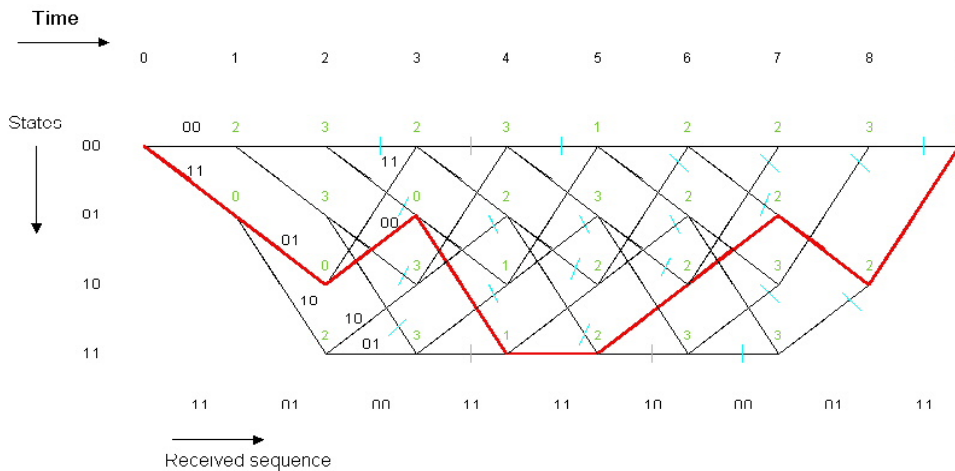 Time
0 1 2 3 4 5 6 7 8
States
00 2 3 2 3 1 2 2 3
00
11
11
01 0 3 0 2 3 2 2
00
01
10 0 3 1 2 2 3 2
10
10
11 2 01 3 1 2 3 3
11 01 00 11 11 10 00 01 11
Received sequence